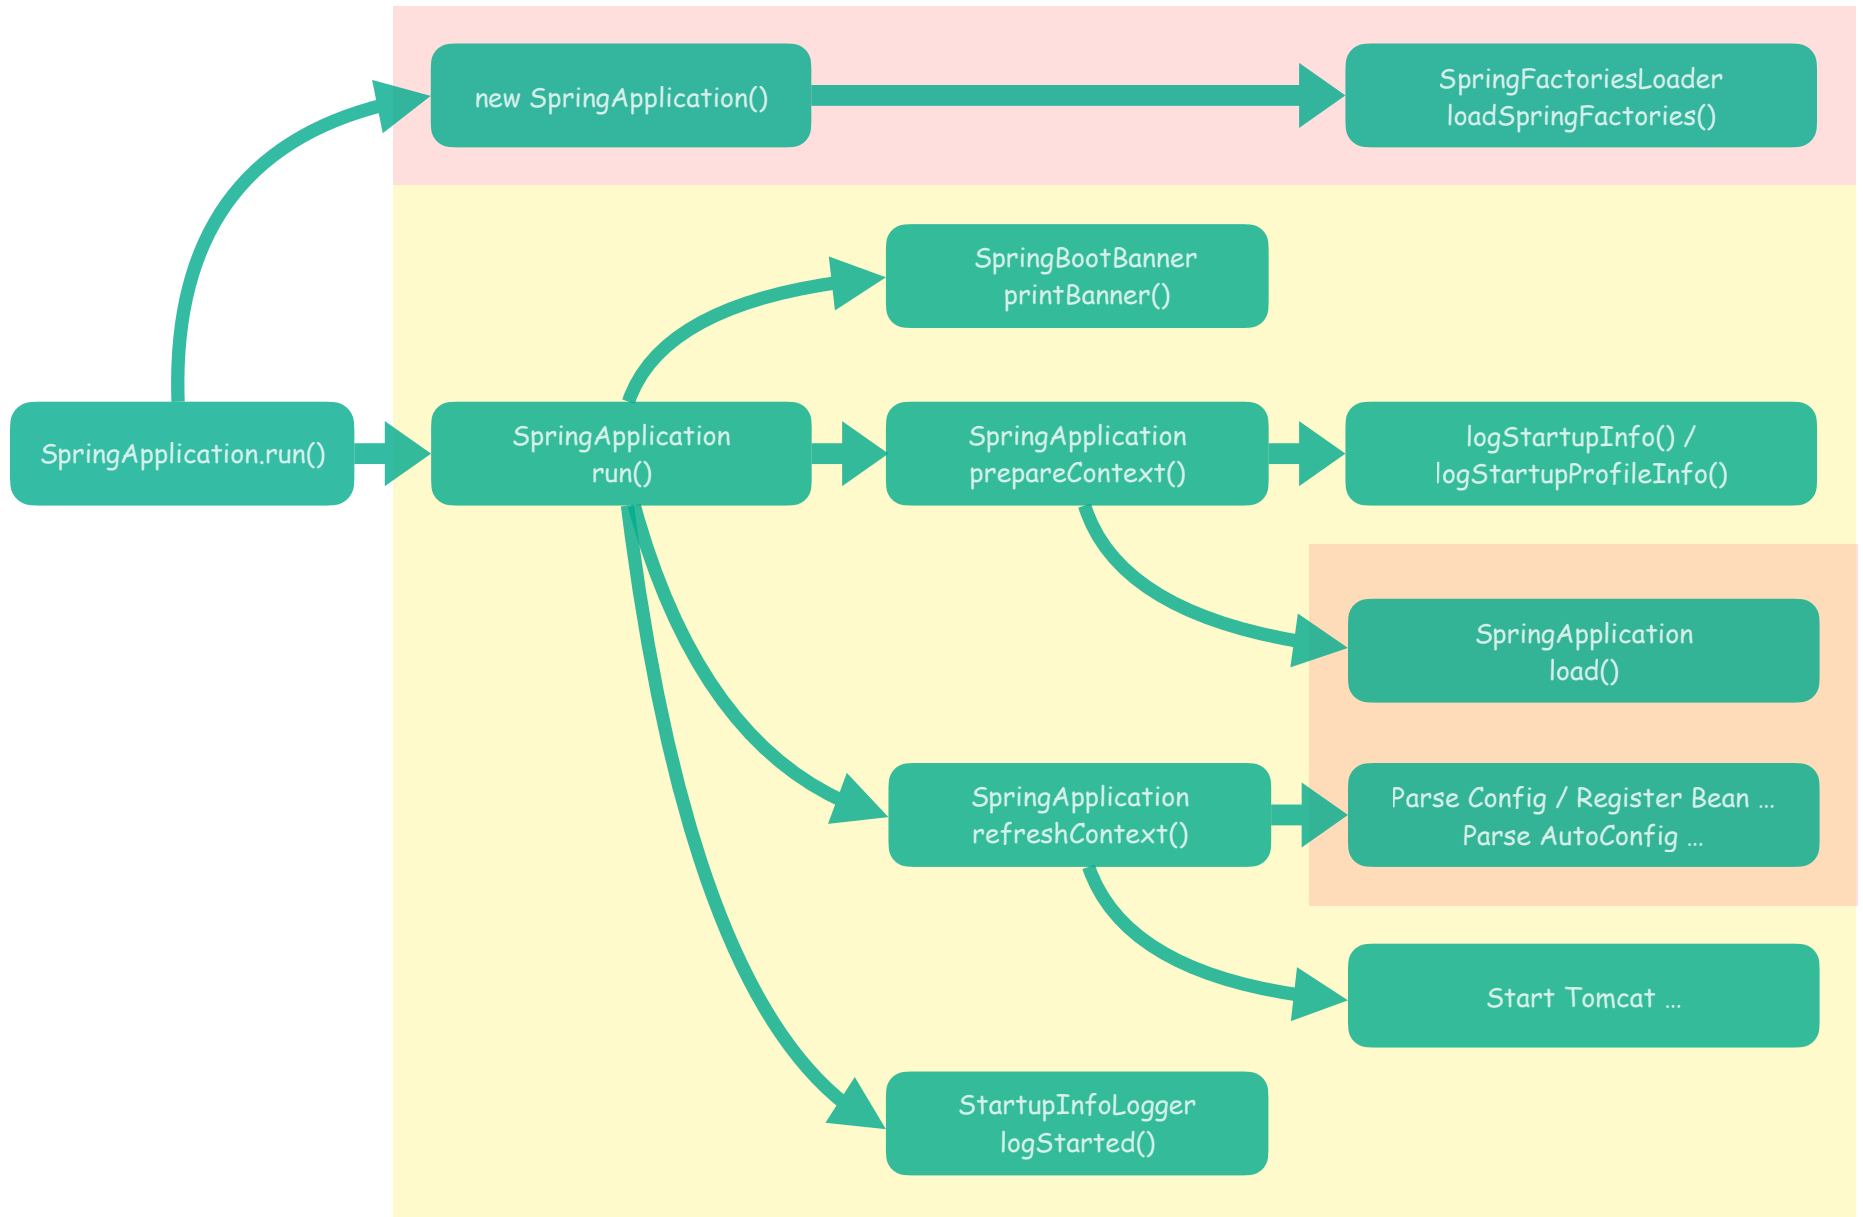 new SpringApplication()
SpringFactoriesLoader
loadSpringFactories()
SpringBootBanner
printBanner()
SpringApplication.run()
SpringApplication
run()
SpringApplication
prepareContext()
logStartupInfo() /
logStartupProfileInfo()
SpringApplication
load()
SpringApplication
refreshContext()
Parse Config / Register Bean ...
Parse AutoConfig ...
Start Tomcat ...
StartupInfoLogger
logStarted()